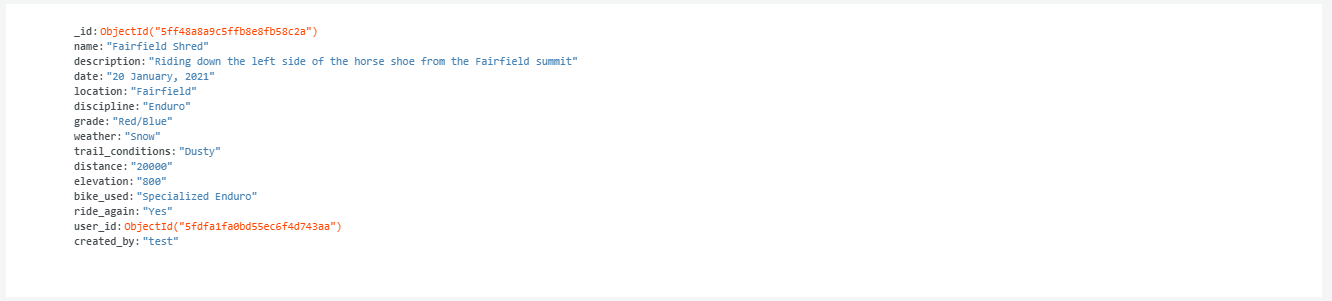 _id: ObjectId("5ff48a8a9c5ffb8e8fb58c2a")
name: "Fairfield Shred"
description: "Riding down the left side of the horse shoe from the Fairfield summit"
date: "20 January, 2021"
location: "Fairfield"
discipline: "Enduro"
grade: "Red/Blue"
weather: "Snow"
trail_conditions: "Dusty"
distance: "20000"
elevation: "800"
bike_used: "Specialized Enduro"
ride_again: "Yes"
user_id: ObjectId("5fdfa1fa0bd55ec6f4d743aa")
created_by: "test"